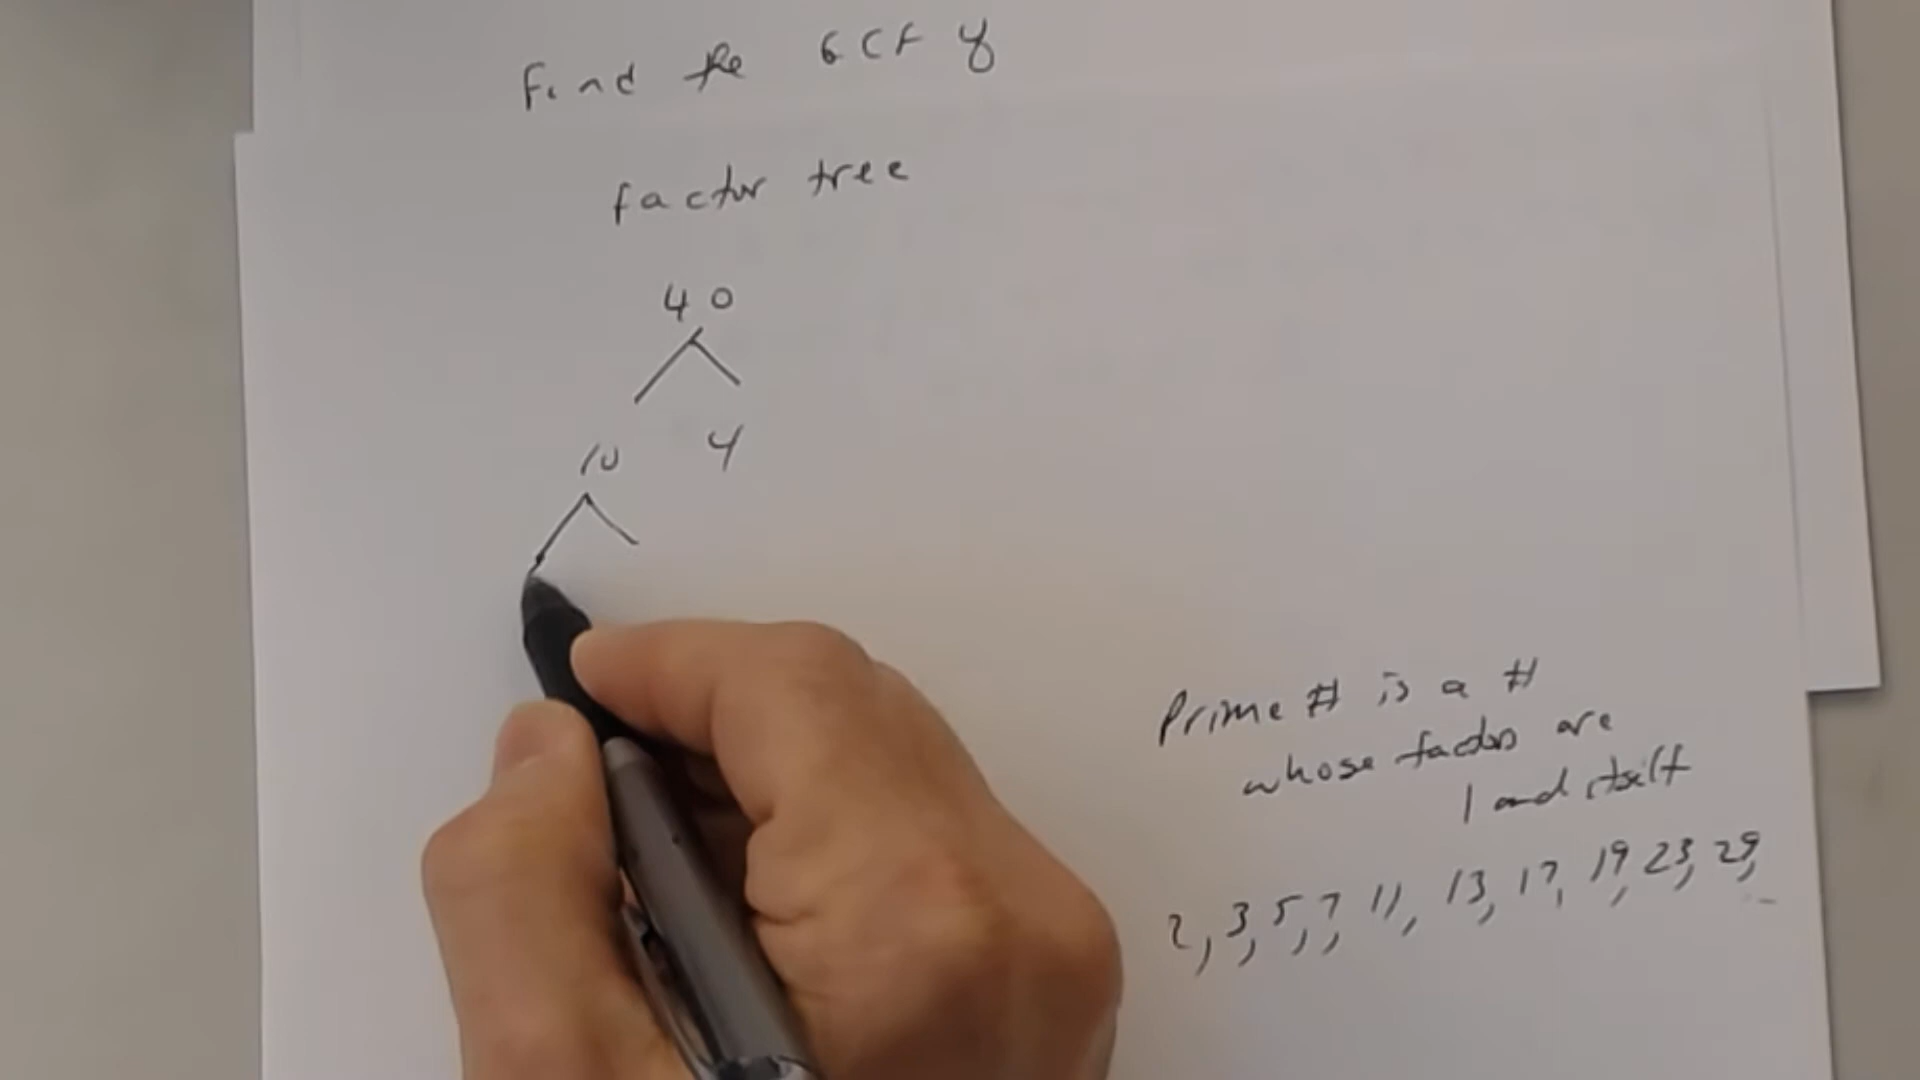 Find the GCF of
factor tree
40
10 4
Prime # is a #
whose factors are
1 and itself
2, 3, 5, 7, 11, 13, 17, 19, 23, 29,